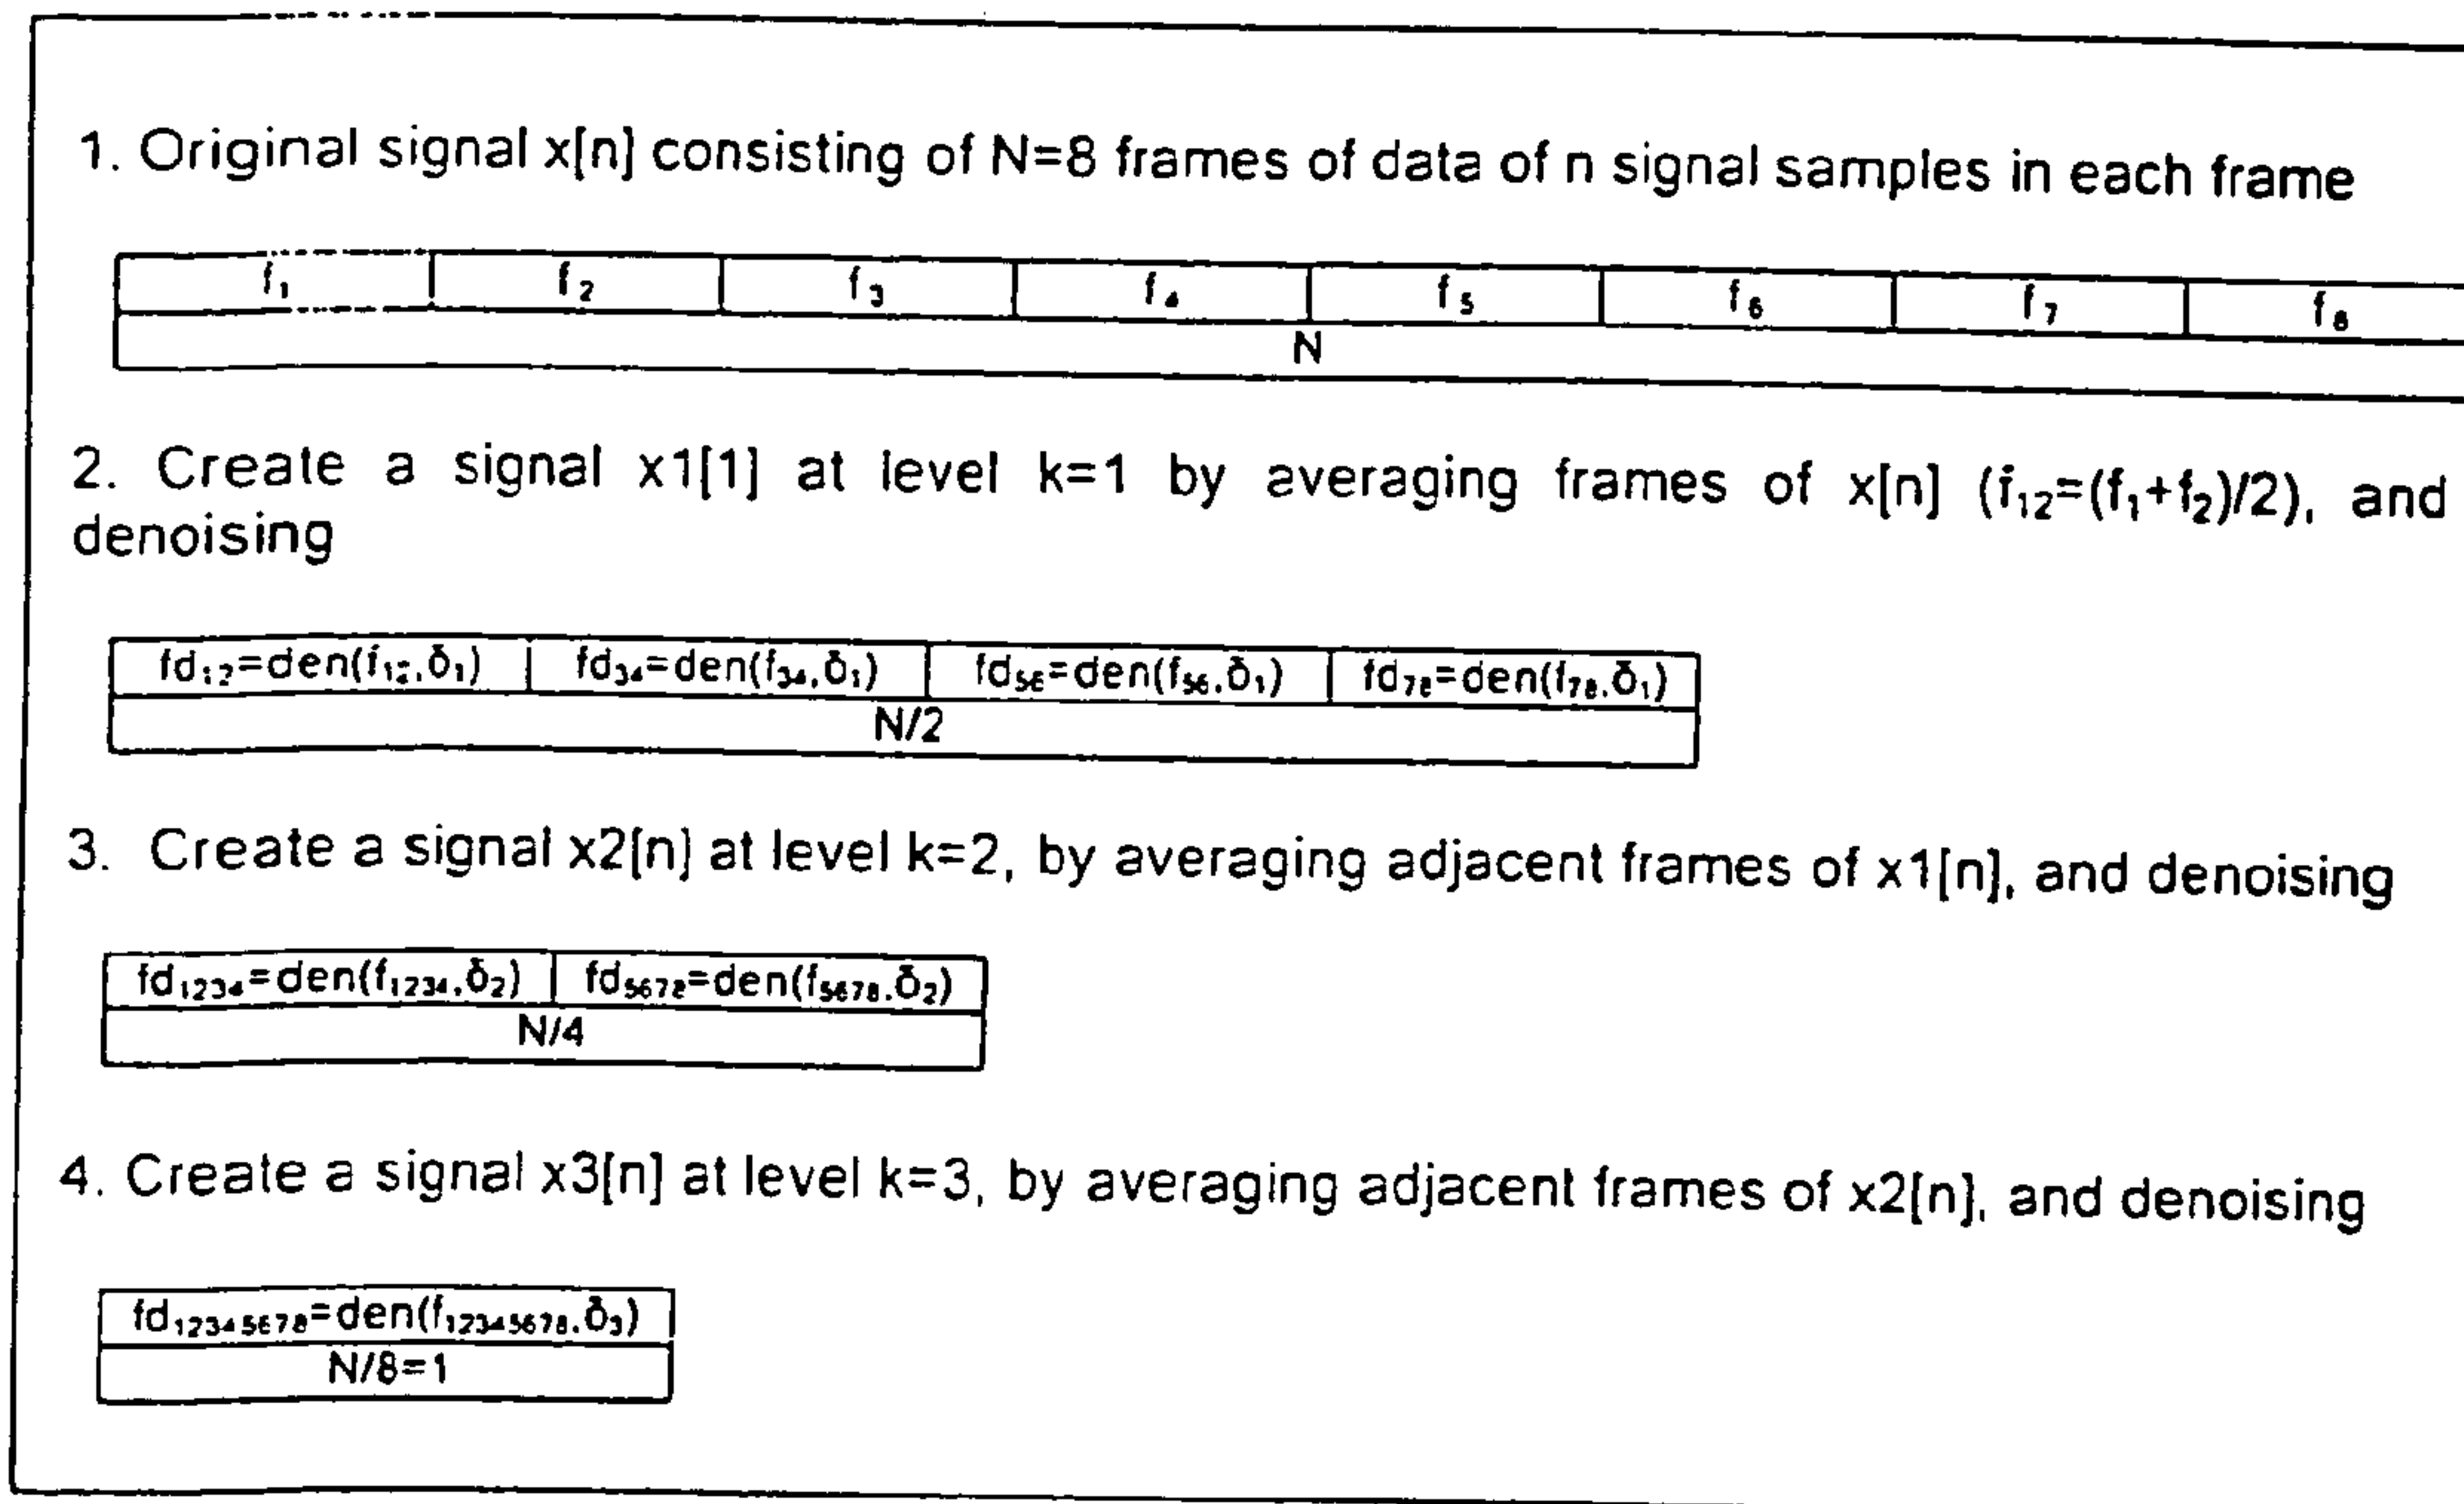 1. Original signal x[n] consisting of N=8 frames of data of n signal samples in each frame
f₁ f₂ f₃ f₄ f₅ f₆ f₇ f₈
N
2. Create a signal x1[1] at level k=1 by averaging frames of x[n] (f₁₂=(f₁+f₂)/2), and
denoising
fd₁₂=den(f₁₂,δ₁) fd₃₄=den(f₃₄,δ₁) fd₅₆=den(f₅₆,δ₁) fd₇₈=den(f₇₈,δ₁)
N/2
3. Create a signal x2[n] at level k=2, by averaging adjacent frames of x1[n], and denoising
fd₁₂₃₄=den(f₁₂₃₄,δ₂) fd₅₆₇₈=den(f₅₆₇₈,δ₂)
N/4
4. Create a signal x3[n] at level k=3, by averaging adjacent frames of x2[n], and denoising
fd₁₂₃₄₅₆₇₈=den(f₁₂₃₄₅₆₇₈,δ₃)
N/8=1